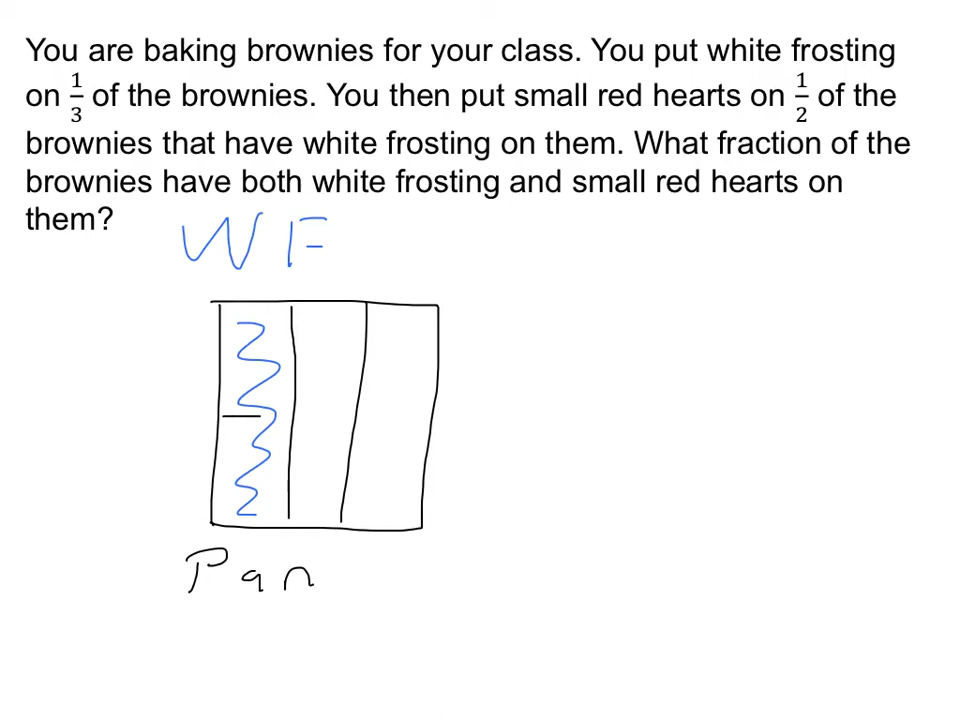 You are baking brownies for your class. You put white frosting
on 1/3 of the brownies. You then put small red hearts on 1/2 of the
brownies that have white frosting on them. What fraction of the
brownies have both white frosting and small red hearts on
them?
WF
Pan